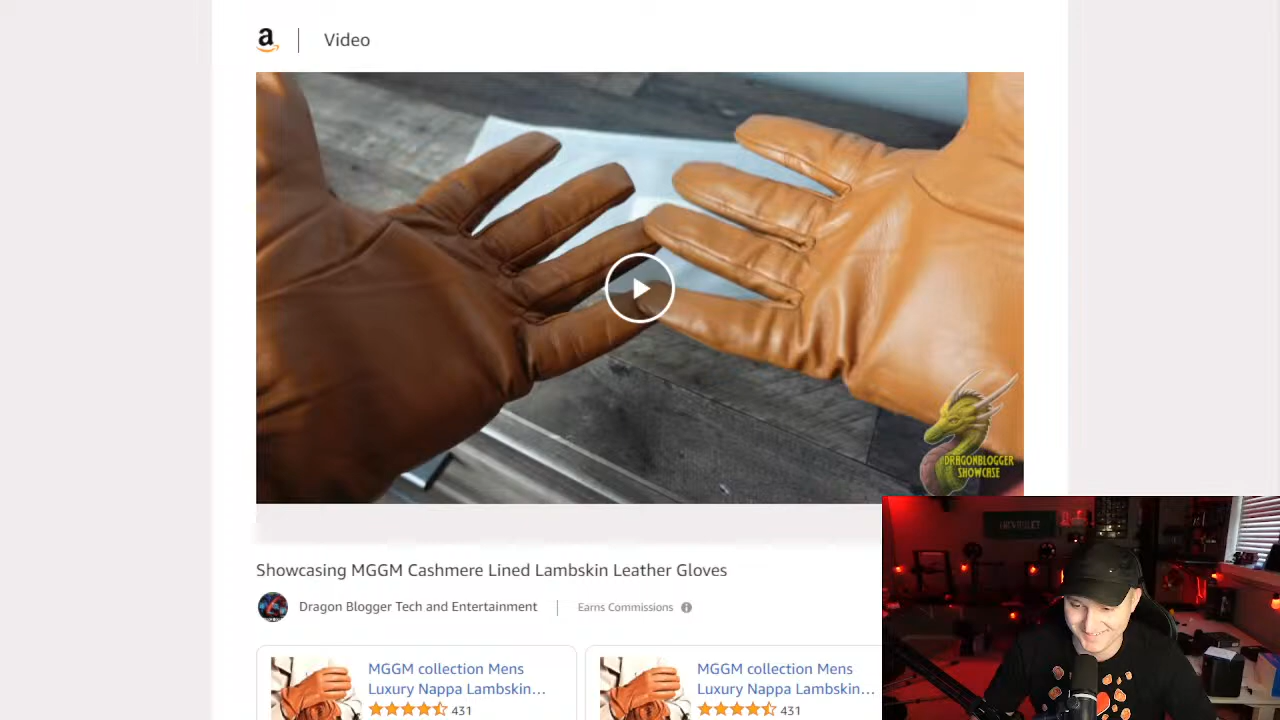 a
Video
DRAGONBLOGGER
SHOWCASE
CHEVROLET
Showcasing MGGM Cashmere Lined Lambskin Leather Gloves
Dragon Blogger Tech and Entertainment
Earns Commissions
MGGM collection Mens
Luxury Nappa Lambskin...
431
MGGM collection Mens
Luxury Nappa Lambskin...
431